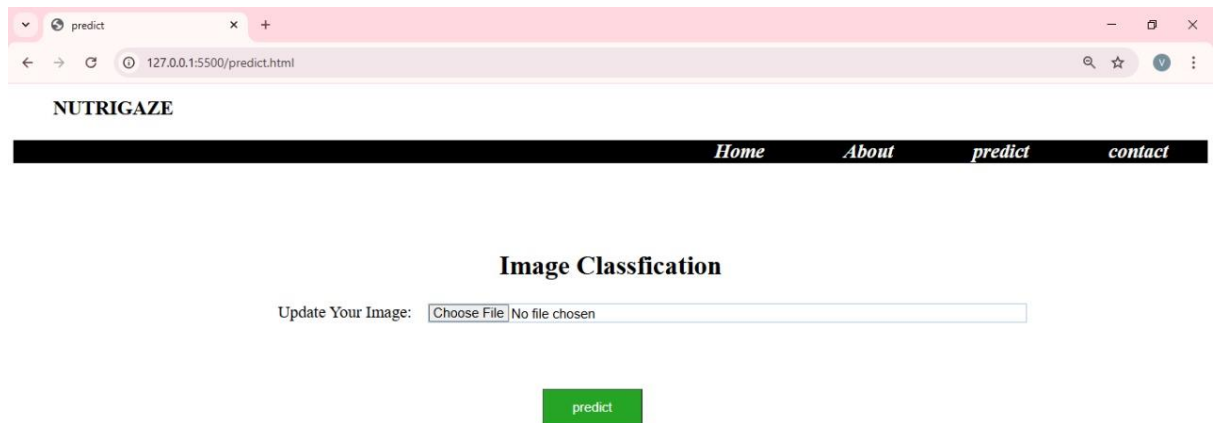 predict
127.0.0.1:5500/predict.html
V
NUTRIGAZE
Home About predict contact
Image Classfication
Update Your Image: Choose File No file chosen
predict